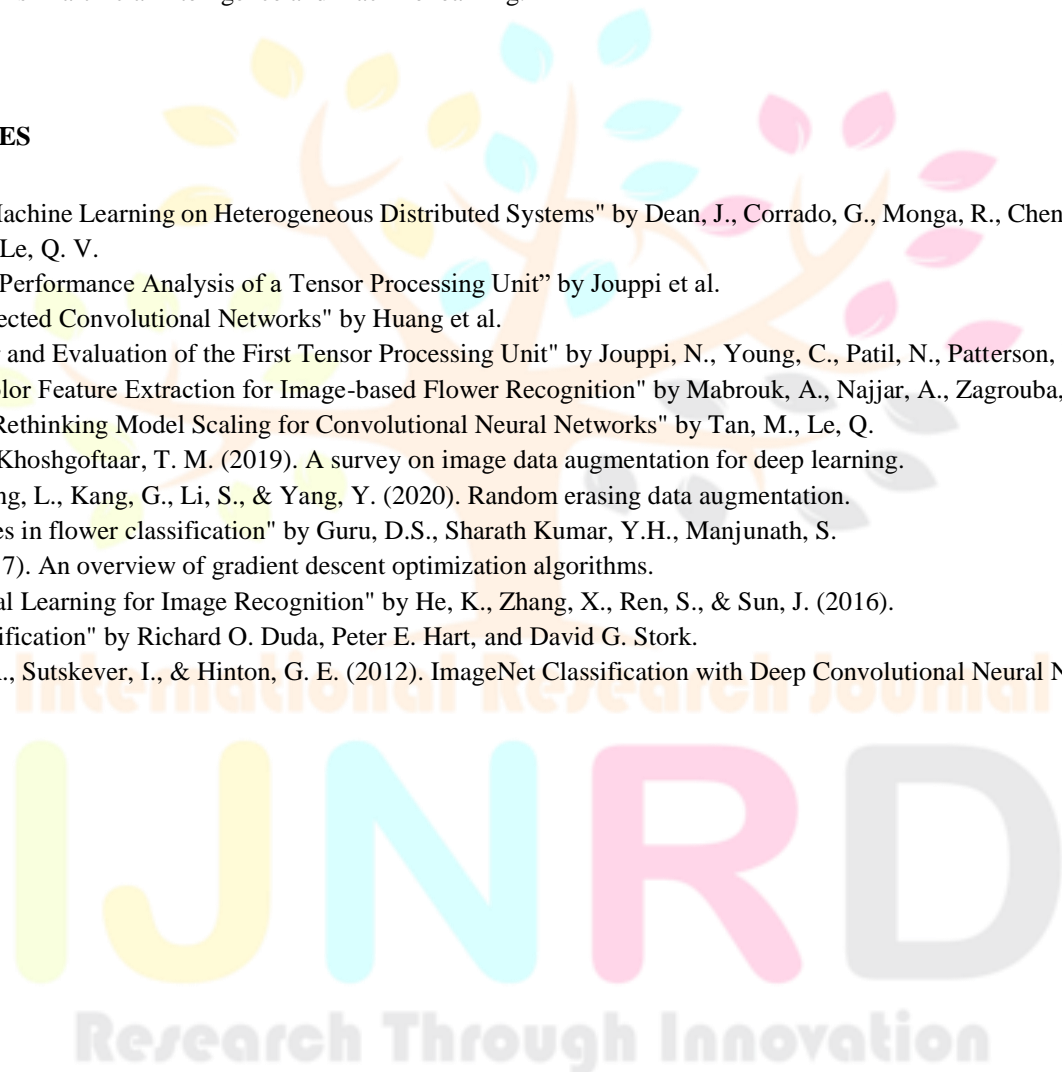 ES
Machine Learning on Heterogeneous Distributed Systems" by Dean, J., Corrado, G., Monga, R., Chen
Le, Q. V.
Performance Analysis of a Tensor Processing Unit” by Jouppi et al.
ected Convolutional Networks" by Huang et al.
and Evaluation of the First Tensor Processing Unit" by Jouppi, N., Young, C., Patil, N., Patterson,
lor Feature Extraction for Image-based Flower Recognition" by Mabrouk, A., Najjar, A., Zagrouba,
Rethinking Model Scaling for Convolutional Neural Networks" by Tan, M., Le, Q.
Khoshgoftaar, T. M. (2019). A survey on image data augmentation for deep learning.
ng, L., Kang, G., Li, S., & Yang, Y. (2020). Random erasing data augmentation.
es in flower classification" by Guru, D.S., Sharath Kumar, Y.H., Manjunath, S.
7). An overview of gradient descent optimization algorithms.
al Learning for Image Recognition" by He, K., Zhang, X., Ren, S., & Sun, J. (2016).
ification" by Richard O. Duda, Peter E. Hart, and David G. Stork.
., Sutskever, I., & Hinton, G. E. (2012). ImageNet Classification with Deep Convolutional Neural N
International Research Journal
IJNRD
Research Through Innovation